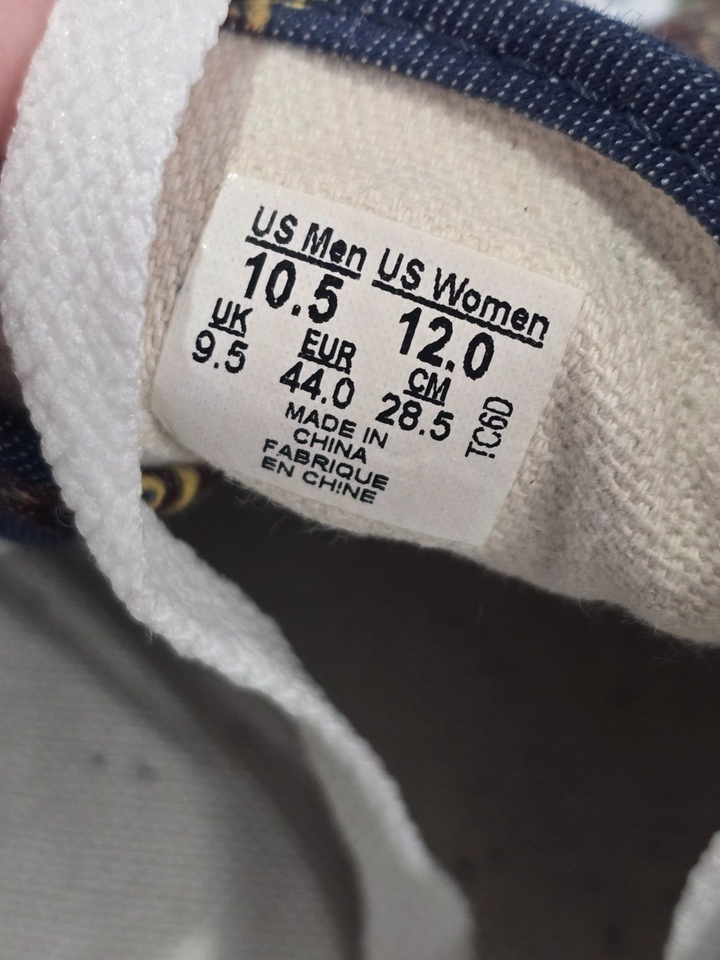 US Men US Women
10.5 12.0
UK EUR CM
9.5 44.0 28.5
TC6D
MADE IN
CHINA
FABRIQUE
EN CHINE